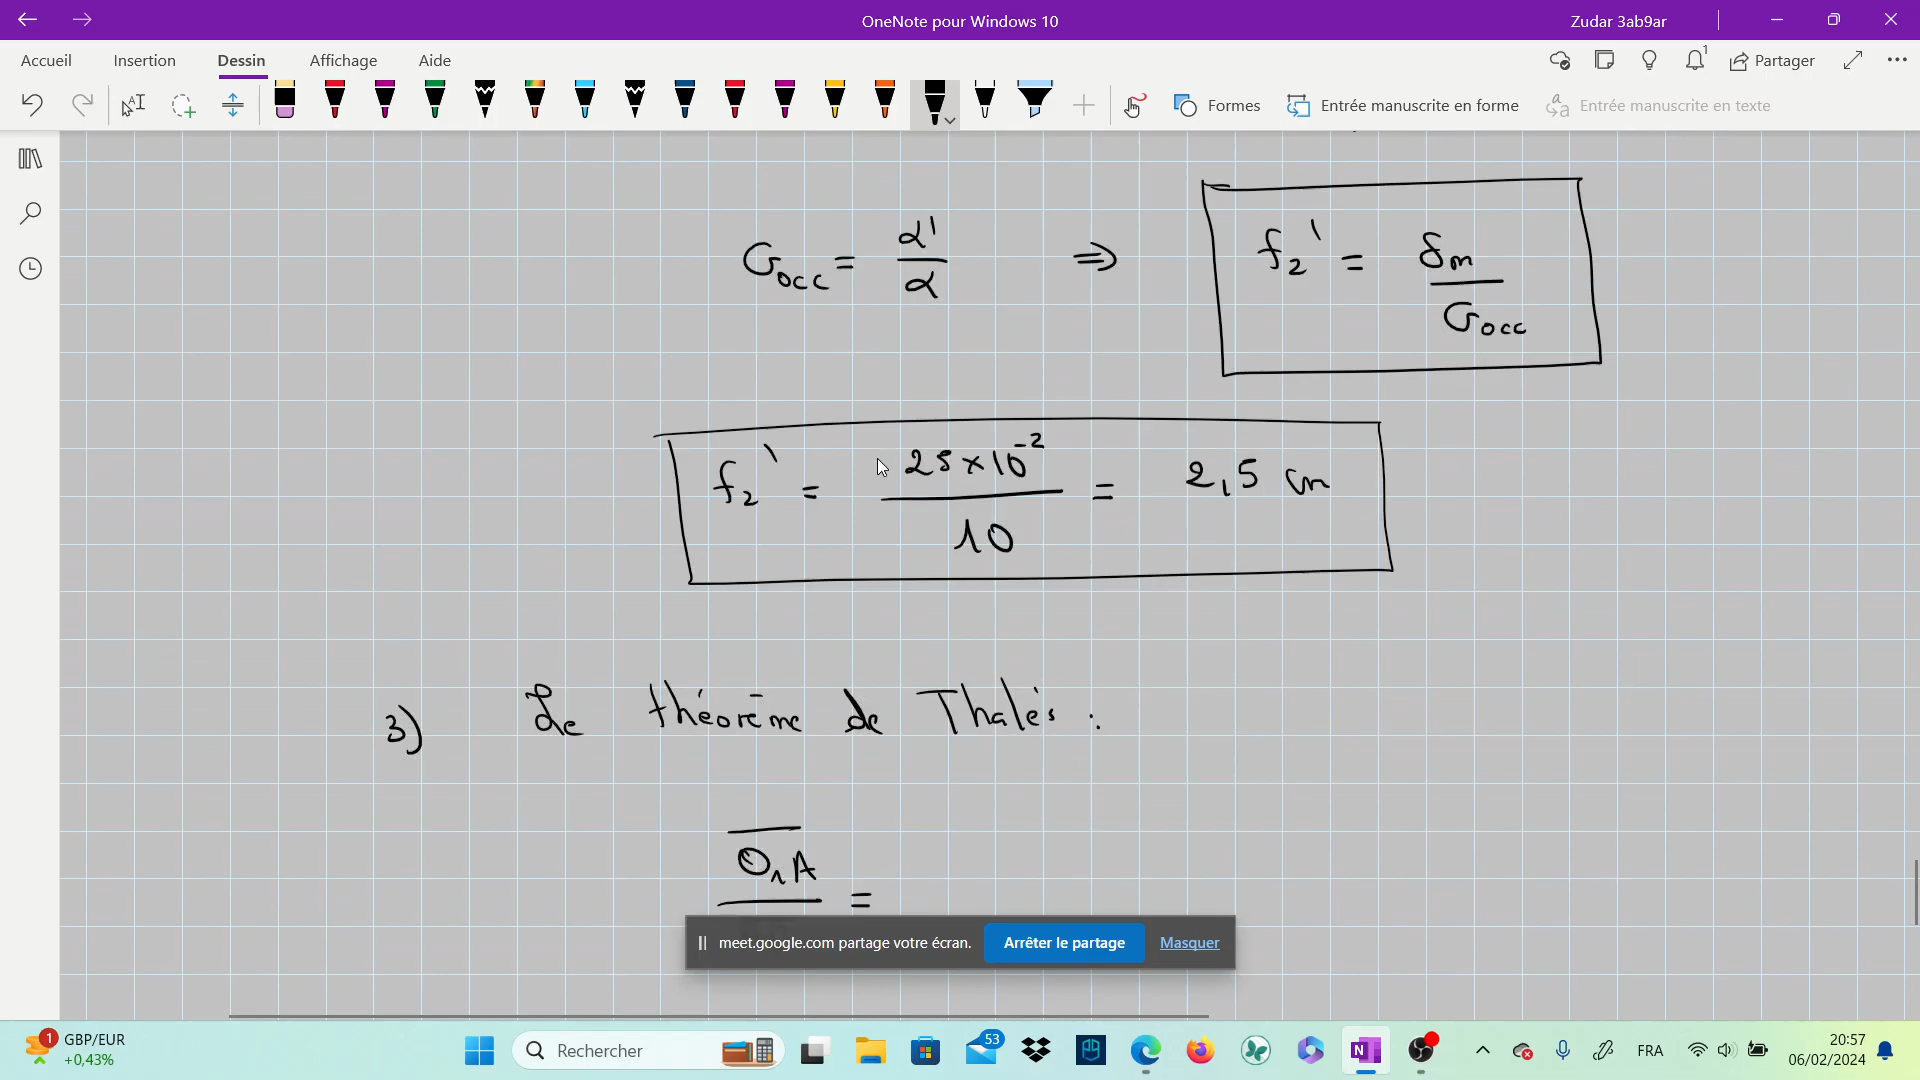 OneNote pour Windows 10
Zudar 3ab9ar
Accueil Insertion Dessin Affichage Aide
1
Partager
Formes
Entrée manuscrite en forme
Entrée manuscrite en texte
Gocc = α'/α ⇒ f₂' = δm/Gocc
f₂' = 25×10⁻²/10 = 2,5 cm
3) Le théorème de Thalès :
O₁A
=
meet.google.com partage votre écran.
Arrêter le partage
Masquer
1
GBP/EUR
+0,43%
Rechercher
53
FRA
20:57
06/02/2024